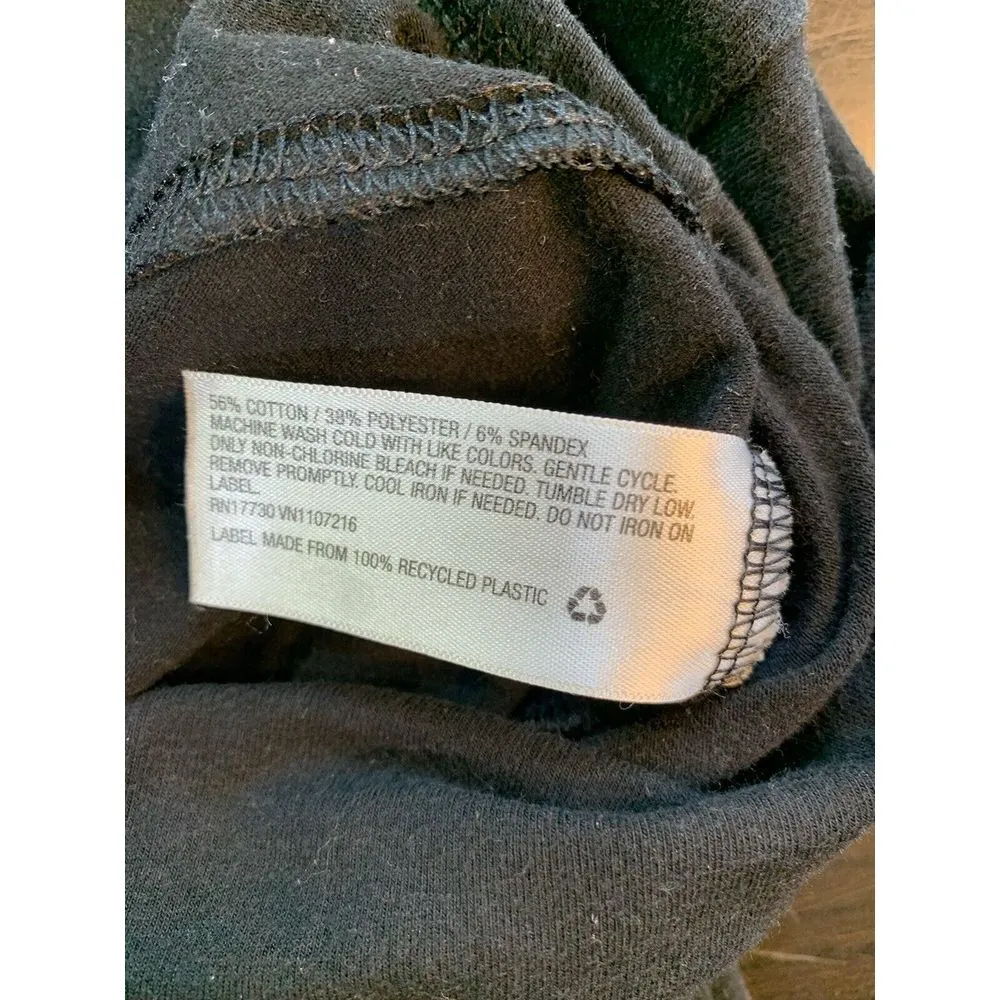 56% COTTON / 38% POLYESTER / 6% SPANDEX
MACHINE WASH COLD WITH LIKE COLORS. GENTLE CYCLE.
ONLY NON-CHLORINE BLEACH IF NEEDED. TUMBLE DRY LOW.
REMOVE PROMPTLY. COOL IRON IF NEEDED. DO NOT IRON ON
LABEL.
RN17730 VN1107216
LABEL MADE FROM 100% RECYCLED PLASTIC